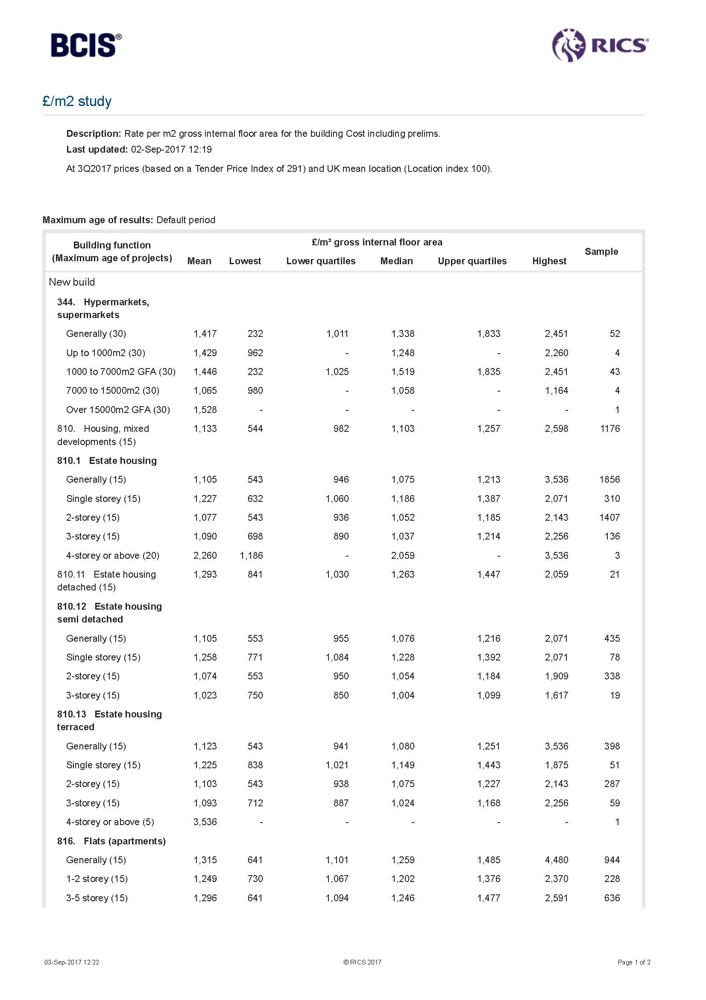 BCIS®
RICS®
£/m2 study
Description: Rate per m2 gross internal floor area for the building Cost including prelims.
Last updated: 02-Sep-2017 12:19
At 3Q2017 prices (based on a Tender Price Index of 291) and UK mean location (Location index 100).
Maximum age of results: Default period
Building function
(Maximum age of projects)
£/m² gross internal floor area
Sample
Mean Lowest Lower quartiles Median Upper quartiles Highest
New build
344. Hypermarkets,
supermarkets
Generally (30) 1,417 232 1,011 1,338 1,833 2,451 52
Up to 1000m2 (30) 1,429 962 - 1,248 - 2,260 4
1000 to 7000m2 GFA (30) 1,446 232 1,025 1,519 1,835 2,451 43
7000 to 15000m2 (30) 1,065 980 - 1,058 - 1,164 4
Over 15000m2 GFA (30) 1,528 - - - - - 1
810. Housing, mixed 1,133 544 982 1,103 1,257 2,598 1176
developments (15)
810.1 Estate housing
Generally (15) 1,105 543 946 1,075 1,213 3,536 1856
Single storey (15) 1,227 632 1,060 1,186 1,387 2,071 310
2-storey (15) 1,077 543 936 1,052 1,185 2,143 1407
3-storey (15) 1,090 698 890 1,037 1,214 2,256 136
4-storey or above (20) 2,260 1,186 - 2,059 - 3,536 3
810.11 Estate housing 1,293 841 1,030 1,263 1,447 2,059 21
detached (15)
810.12 Estate housing
semi detached
Generally (15) 1,105 553 955 1,076 1,216 2,071 435
Single storey (15) 1,258 771 1,084 1,228 1,392 2,071 78
2-storey (15) 1,074 553 950 1,054 1,184 1,909 338
3-storey (15) 1,023 750 850 1,004 1,099 1,617 19
810.13 Estate housing
terraced
Generally (15) 1,123 543 941 1,080 1,251 3,536 398
Single storey (15) 1,225 838 1,021 1,149 1,443 1,875 51
2-storey (15) 1,103 543 938 1,075 1,227 2,143 287
3-storey (15) 1,093 712 887 1,024 1,168 2,256 59
4-storey or above (5) 3,536 - - - - - 1
816. Flats (apartments)
Generally (15) 1,315 641 1,101 1,259 1,485 4,480 944
1-2 storey (15) 1,249 730 1,067 1,202 1,376 2,370 228
3-5 storey (15) 1,296 641 1,094 1,246 1,477 2,591 636
03-Sep-2017 12:22
© RICS 2017
Page 1 of 2